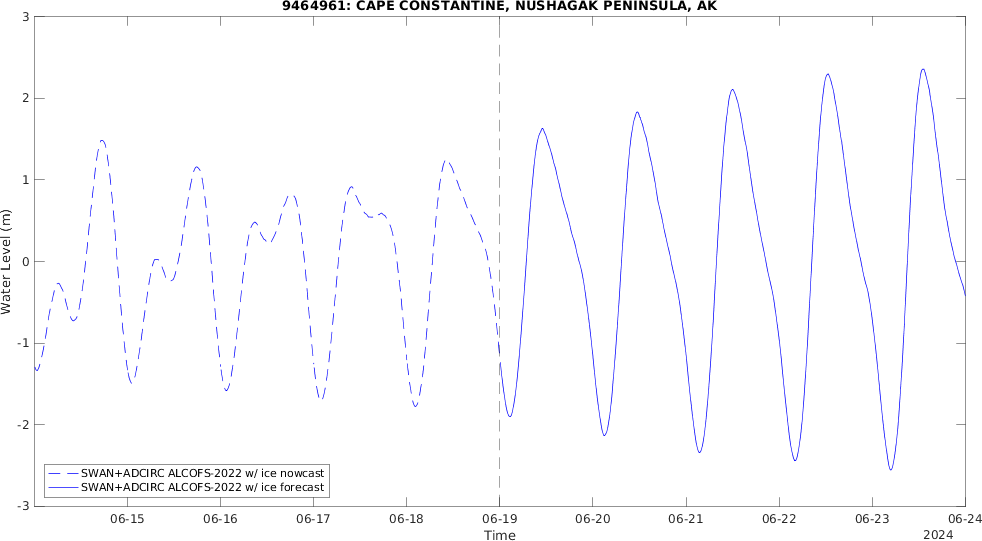 9464961: CAPE CONSTANTINE, NUSHAGAK PENINSULA, AK
3
2
1
0
-1
-2
-3
Water Level (m)
SWAN+ADCIRC ALCOFS-2022 w/ ice nowcast
SWAN+ADCIRC ALCOFS-2022 w/ ice forecast
06-15 06-16 06-17 06-18 06-19 06-20 06-21 06-22 06-23 06-24
Time
2024